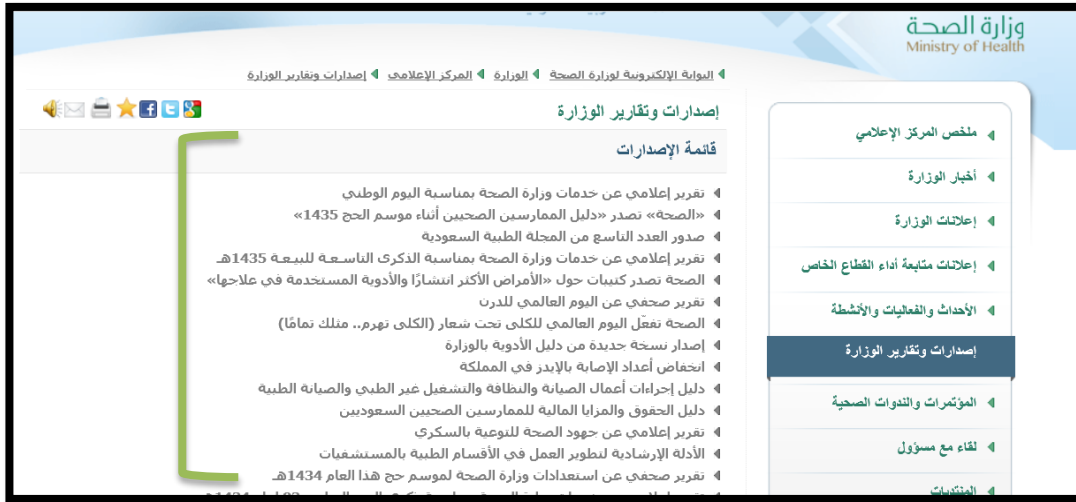 وزارة الصحة
Ministry of Health
البوابة الإلكترونية لوزارة الصحة الوزارة المركز الإعلامي إصدارات وتقارير الوزارة
ملخص المركز الإعلامي
أخبار الوزارة
إعلانات الوزارة
إعلانات متابعة أداء القطاع الخاص
الأحداث والفعاليات والأنشطة
إصدارات وتقارير الوزارة
المؤتمرات والندوات الصحية
لقاء مع مسؤول
المنتديات
إصدارات وتقارير الوزارة
قائمة الإصدارات
تقرير إعلامي عن خدمات وزارة الصحة بمناسبة اليوم الوطني
«الصحة» تصدر «دليل الممارسين الصحيين أثناء موسم الحج 1435»
صدور العدد التاسع من المجلة الطبية السعودية
تقرير إعلامي عن خدمات وزارة الصحة بمناسبة الذكرى التاسـعـة للبيـعـة 1435هـ
الصحة تصدر كتيبات حول «الأمراض الأكثر انتشارًا والأدوية المستخدمة في علاجها»
تقرير صحفي عن اليوم العالمي للدرن
الصحة تفعّل اليوم العالمي للكلى تحت شعار (الكلى تهرم.. مثلك تمامًا)
إصدار نسخة جديدة من دليل الأدوية بالوزارة
انخفاض أعداد الإصابة بالإيدز في المملكة
دليل إجراءات أعمال الصيانة والنظافة والتشغيل غير الطبي والصيانة الطبية
دليل الحقوق والمزايا المالية للممارسين الصحيين السعوديين
تقرير إعلامي عن جهود الصحة للتوعية بالسكري
الأدلة الإرشادية لتطوير العمل في الأقسام الطبية بالمستشفيات
تقرير صحفي عن استعدادات وزارة الصحة لموسم حج هذا العام 1434هـ